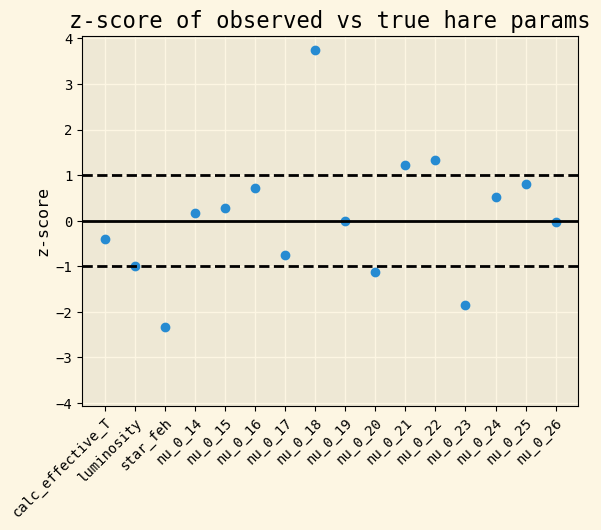 z-score of observed vs true hare params
z-score
4
3
2
1
0
−1
−2
−3
−4
calc_effective_T
luminosity
star_feh
nu_0_14
nu_0_15
nu_0_16
nu_0_17
nu_0_18
nu_0_19
nu_0_20
nu_0_21
nu_0_22
nu_0_23
nu_0_24
nu_0_25
nu_0_26